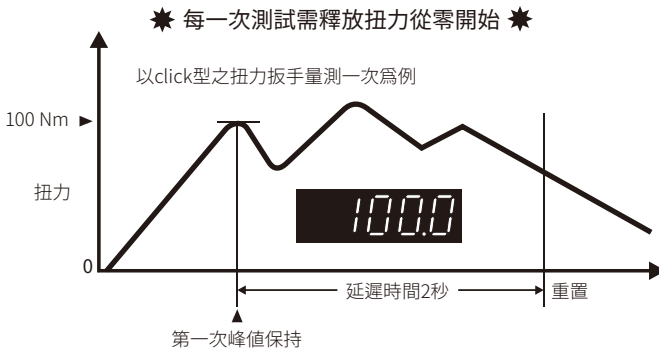 ✸ 每一次測試需釋放扭力從零開始 ✸
以click型之扭力扳手量測一次爲例
100 Nm ►
扭力
100.0
0
延遲時間2秒
重置
第一次峰值保持